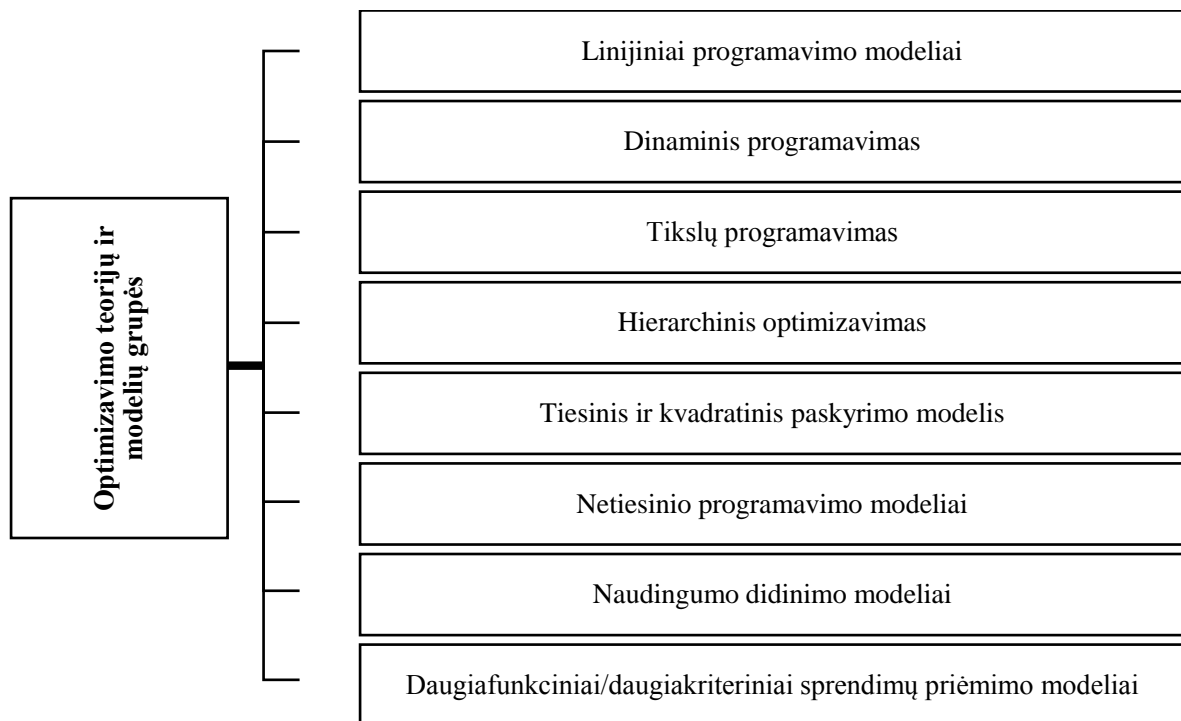 Optimizavimo teorijų ir
modelių grupės
Linijiniai programavimo modeliai
Dinaminis programavimas
Tikslų programavimas
Hierarchinis optimizavimas
Tiesinis ir kvadratinis paskyrimo modelis
Netiesinio programavimo modeliai
Naudingumo didinimo modeliai
Daugiafunkciniai/daugiakriteriniai sprendimų priėmimo modeliai